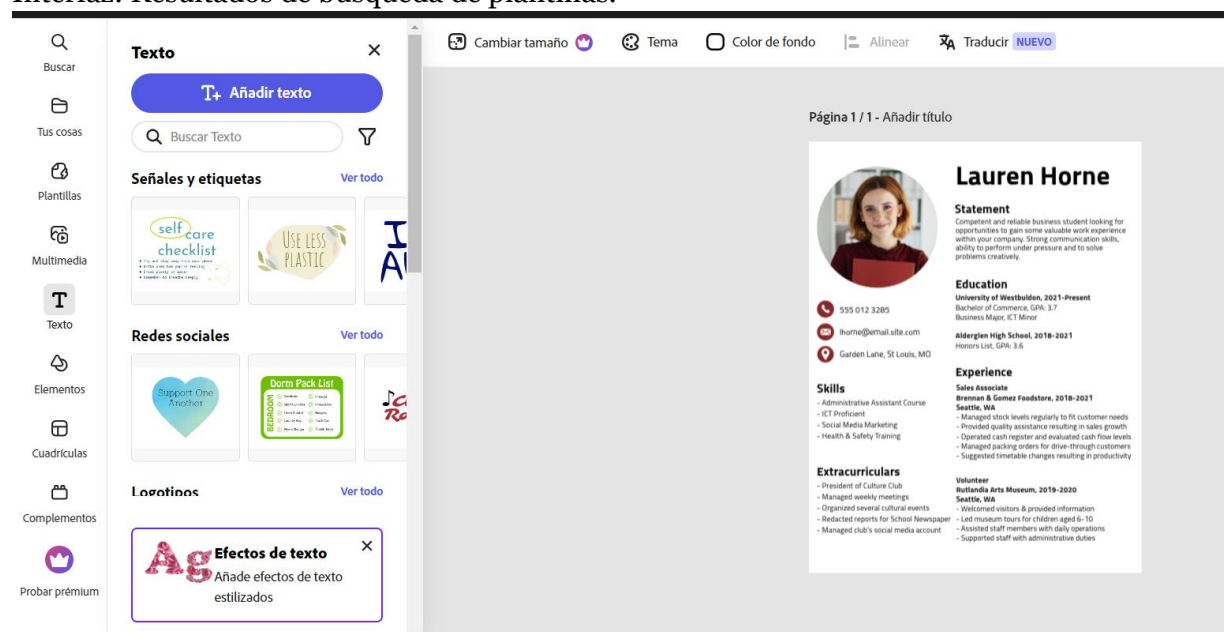 Interfaz: Resultados de búsqueda de plantillas.
Buscar
Tus cosas
Plantillas
Multimedia
Texto
Elementos
Cuadrículas
Complementos
Probar prémium
Texto
Añadir texto
Buscar Texto
Señales y etiquetas
Ver todo
self care
checklist
USE LESS
PLASTIC
Redes sociales
Ver todo
Support One
Another
Dorm Pack List
BEDROOM
Logotipos
Ver todo
Ag
Efectos de texto
Añade efectos de texto
estilizados
Cambiar tamaño
Tema
Color de fondo
Alinear
Traducir NUEVO
Página 1 / 1 - Añadir título
Lauren Horne
Statement
Competent and reliable business student looking for
opportunities to gain some valuable work experience
within your company. Strong communication skills,
ability to perform under pressure and to solve
problems creatively.
Education
University of Westbuldon, 2021-Present
Bachelor of Commerce, GPA: 3.7
Business Major, ICT Minor
Alderglen High School, 2018-2021
Honors List, GPA: 3.6
Experience
Sales Associate
Brennan & Gomez Foodstore, 2018-2021
Seattle, WA
- Managed stock levels regularly to fit customer needs
- Provided quality assistance resulting in sales growth
- Operated cash register and evaluated cash flow levels
- Managed packing orders for drive-through customers
- Suggested timetable changes resulting in productivity
Volunteer
Rutlandia Arts Museum, 2019-2020
Seattle, WA
- Welcomed visitors & provided information
- Led museum tours for children aged 6-10
- Assisted staff members with daily operations
- Supported staff with administrative duties
555 012 3285
lhorne@email.site.com
Garden Lane, St Louis, MO
Skills
- Administrative Assistant Course
- ICT Proficient
- Social Media Marketing
- Health & Safety Training
Extracurriculars
- President of Culture Club
- Managed weekly meetings
- Organized several cultural events
- Redacted reports for School Newspaper
- Managed club's social media account